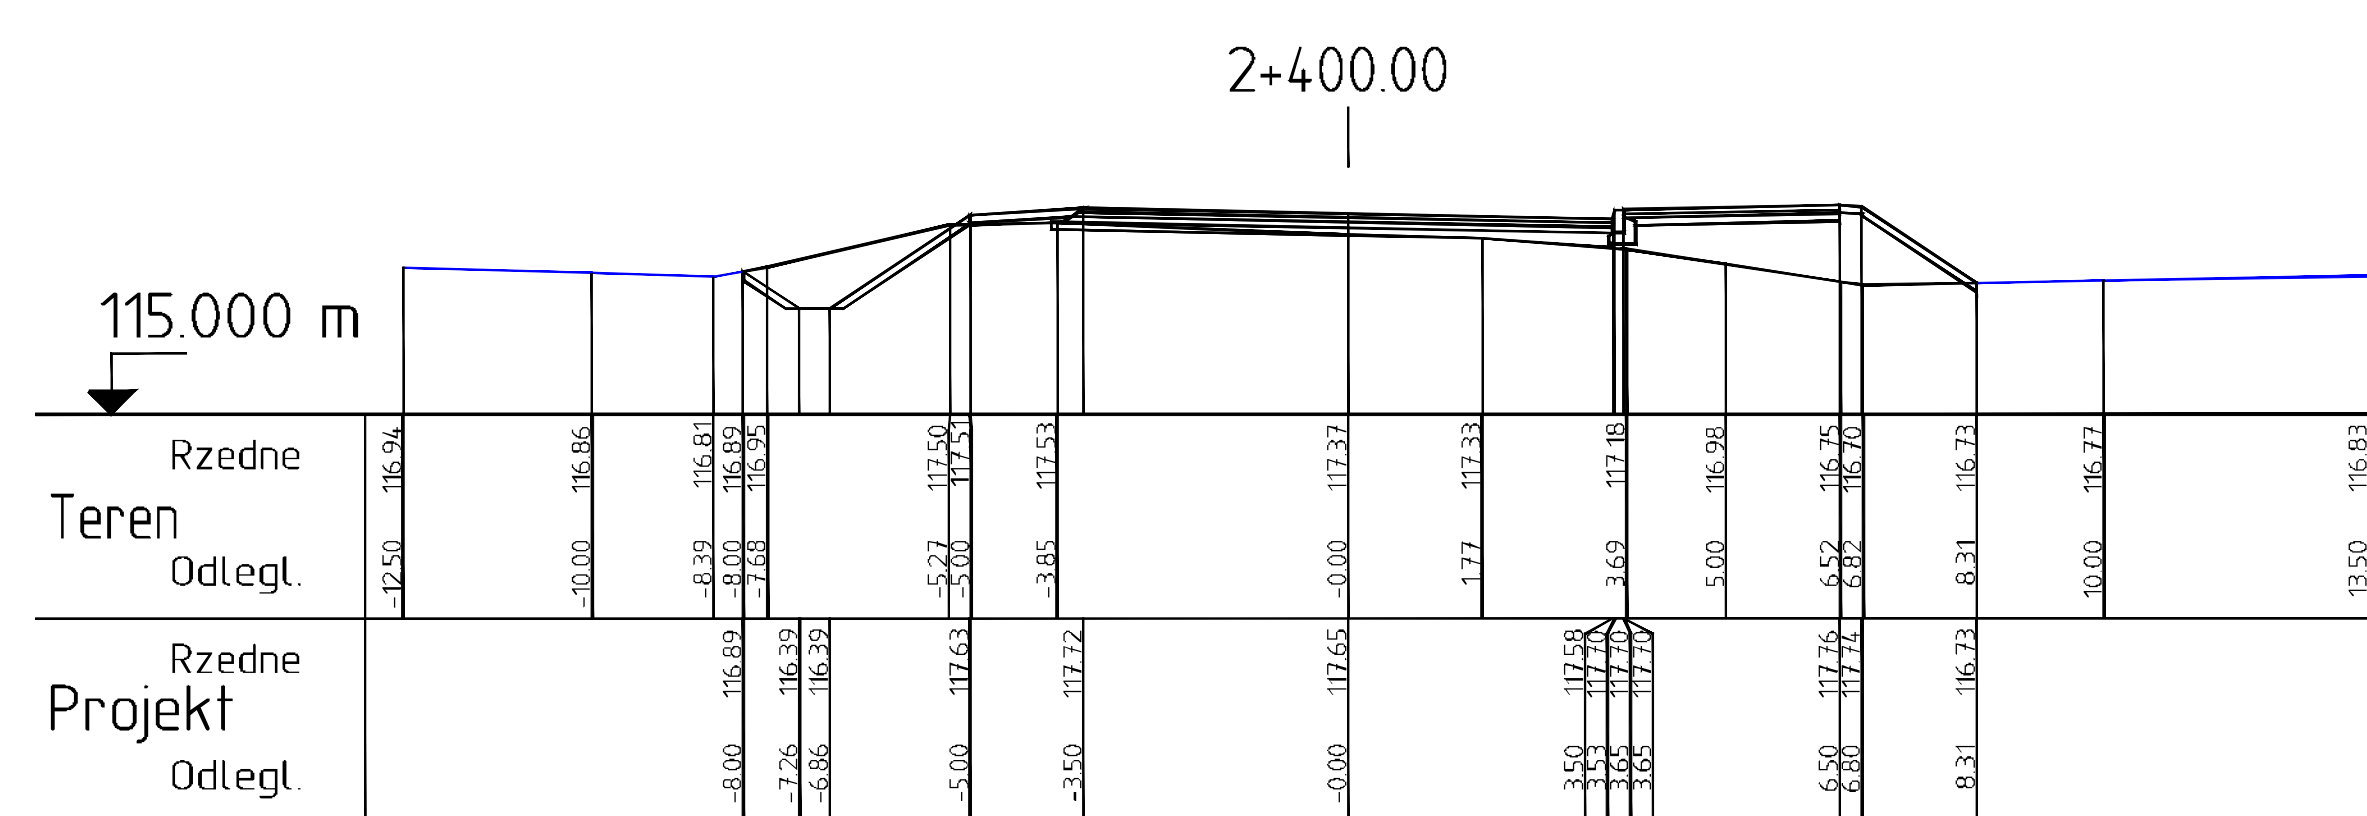 2+400.00
115.000 m
Teren
Rzedne
116.94 116.86 116.81 116.89 116.95 117.50 117.51 117.53 117.37 117.33 117.18 116.98 116.75 116.70 116.73 116.77 116.83
Odlegl.
-12.50 -10.00 -8.39 -8.00 -7.68 -5.27 -5.00 -3.85 -0.00 1.77 3.69 5.00 6.52 6.82 8.31 10.00 13.50
Projekt
Rzedne
116.89 116.39 116.39 117.63 117.72 117.65 117.58 117.70 117.70 117.70 117.76 117.74 116.73
Odlegl.
-8.00 -7.26 -6.86 -5.00 -3.50 -0.00 3.50 3.53 3.65 3.65 6.50 6.80 8.31